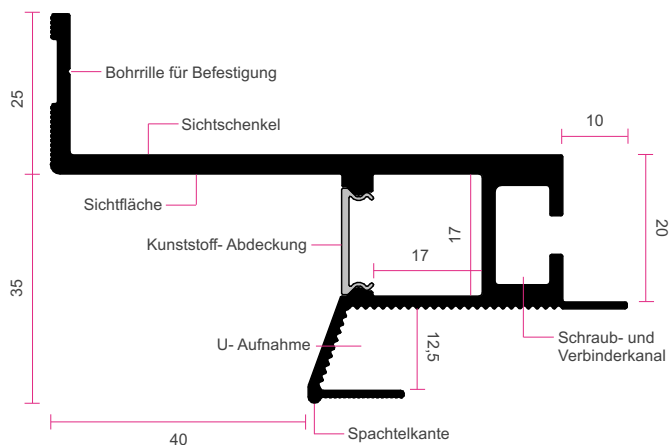 Bohrrille für Befestigung
25
Sichtschenkel
10
Sichtfläche
Kunststoff- Abdeckung
17
17
20
35
U- Aufnahme
12,5
Schraub- und
Verbinderkanal
Spachtelkante
40